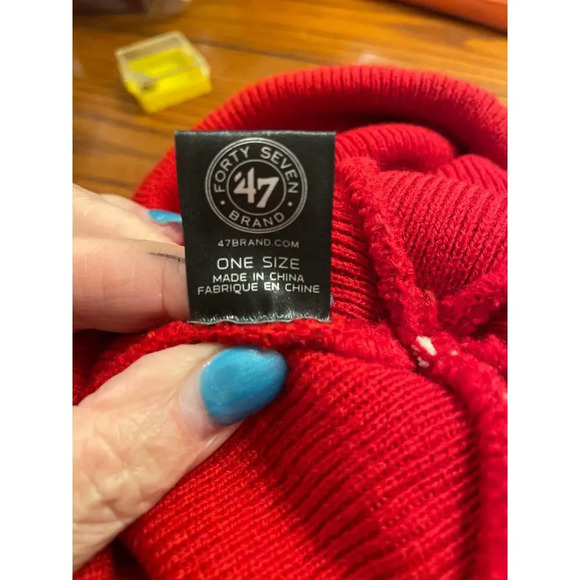 FORTY SEVEN
'47
BRAND
47BRAND.COM
ONE SIZE
MADE IN CHINA
FABRIQUE EN CHINE